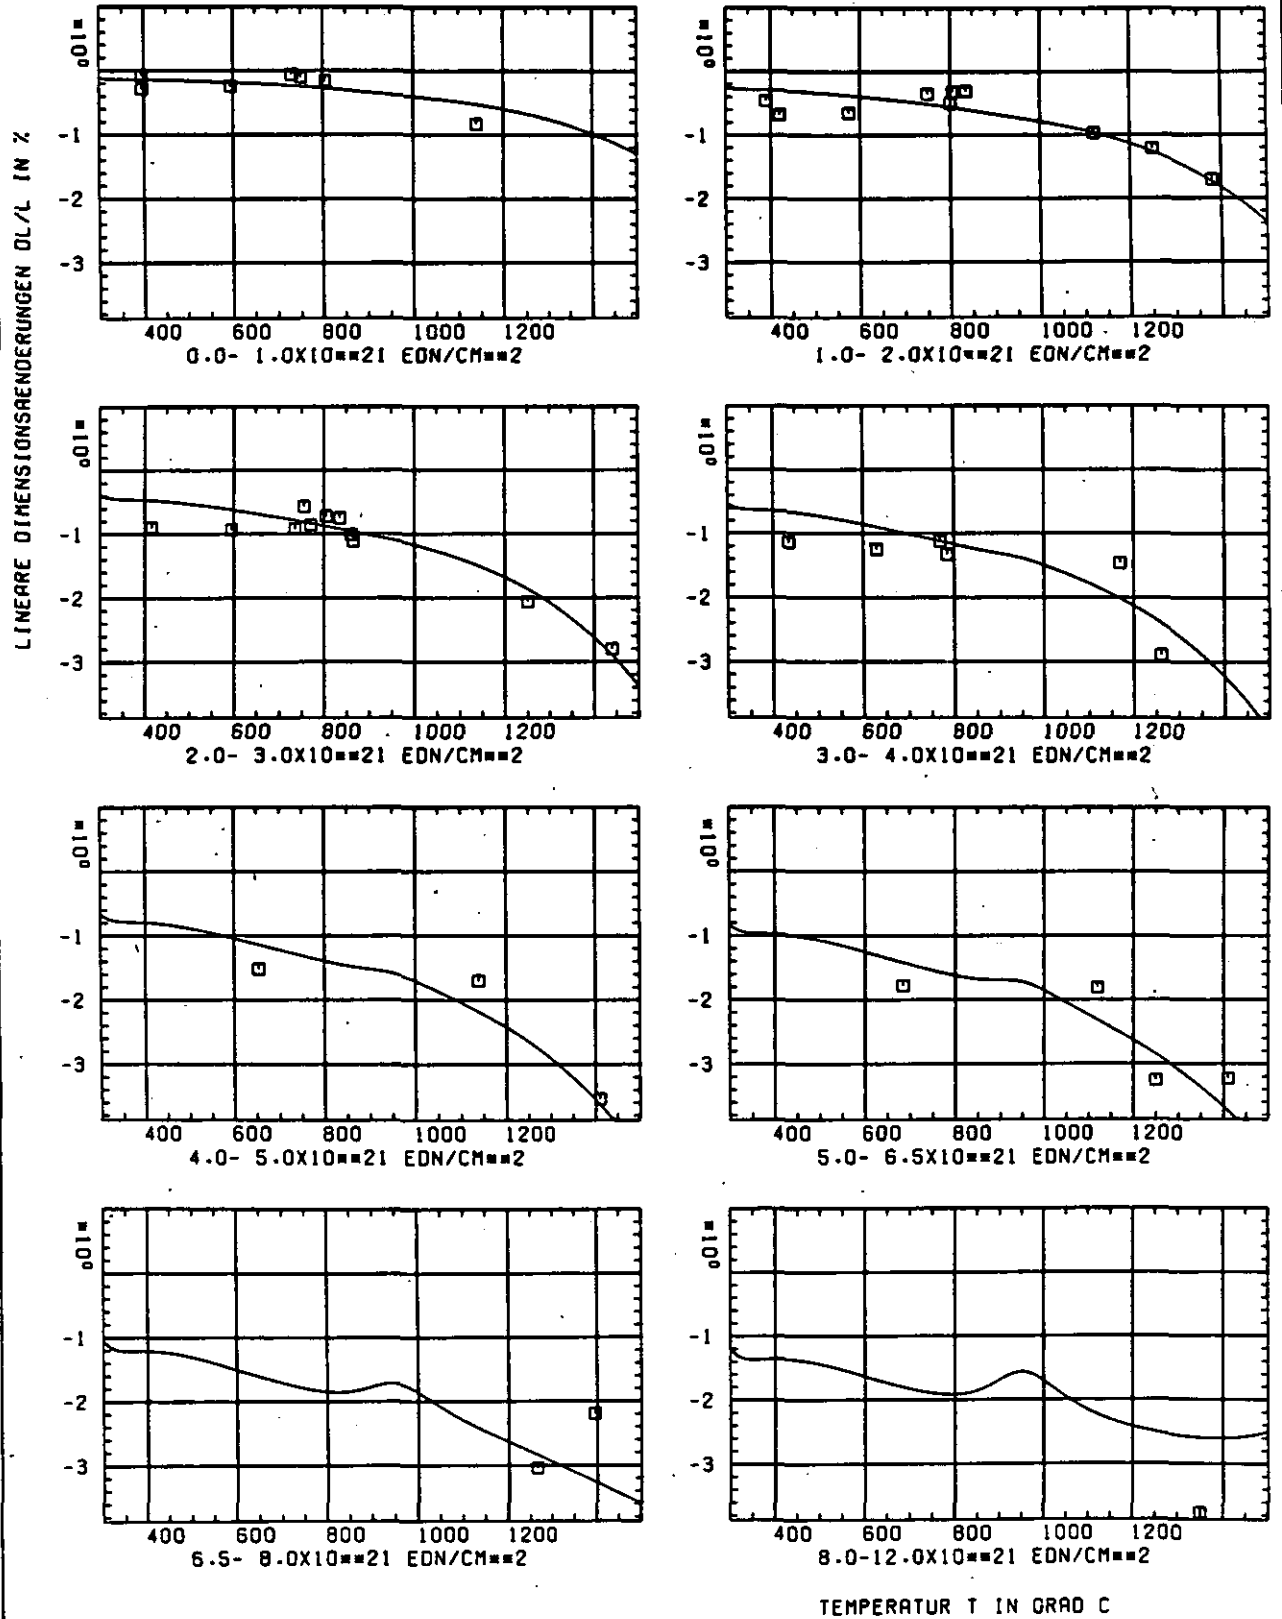 LINEARE DIMENSIONSAENDERUNGEN DL/L IN %
*10⁰
-1
-2
-3
400 600 800 1000 1200
0.0- 1.0X10**21 EDN/CM**2
*10⁰
-1
-2
-3
400 600 800 1000 1200
1.0- 2.0X10**21 EDN/CM**2
*10⁰
-1
-2
-3
400 600 800 1000 1200
2.0- 3.0X10**21 EDN/CM**2
*10⁰
-1
-2
-3
400 600 800 1000 1200
3.0- 4.0X10**21 EDN/CM**2
*10⁰
-1
-2
-3
400 600 800 1000 1200
4.0- 5.0X10**21 EDN/CM**2
*10⁰
-1
-2
-3
400 600 800 1000 1200
5.0- 6.5X10**21 EDN/CM**2
*10⁰
-1
-2
-3
400 600 800 1000 1200
6.5- 8.0X10**21 EDN/CM**2
*10⁰
-1
-2
-3
400 600 800 1000 1200
8.0-12.0X10**21 EDN/CM**2
TEMPERATUR T IN GRAD C